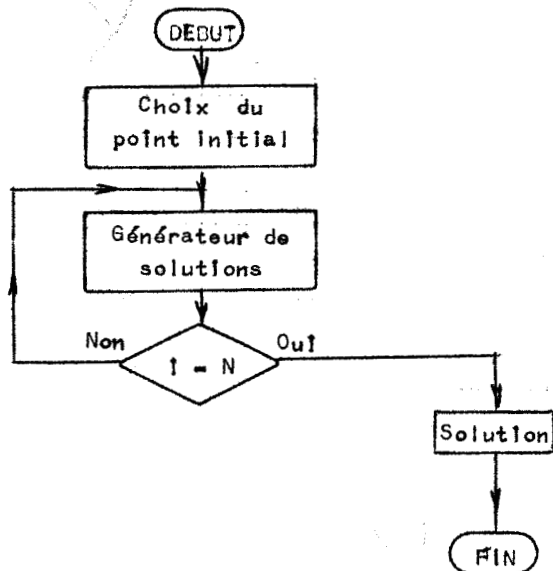 DEBUT
Choix du
point initial
Générateur de
solutions
Non
Oui
i = N
Solution
FIN